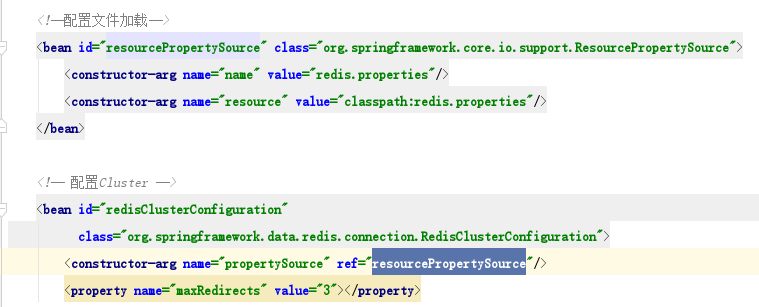 <!--配置文件加载-->
<bean id="resourcePropertySource" class="org.springframework.core.io.support.ResourcePropertySource">
<constructor-arg name="name" value="redis.properties"/>
<constructor-arg name="resource" value="classpath:redis.properties"/>
</bean>
<!-- 配置Cluster -->
<bean id="redisClusterConfiguration"
class="org.springframework.data.redis.connection.RedisClusterConfiguration">
<constructor-arg name="propertySource" ref="resourcePropertySource"/>
<property name="maxRedirects" value="3"></property>